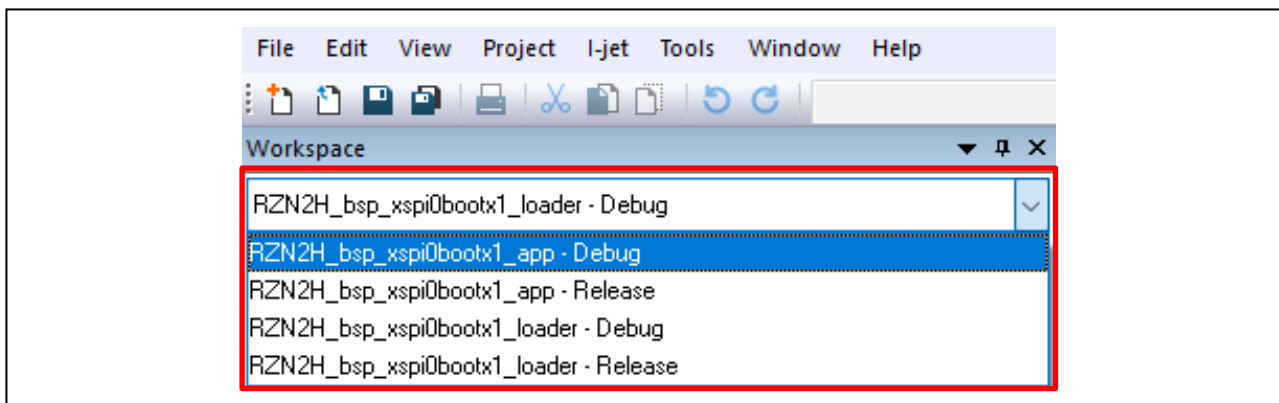 File Edit View Project I-jet Tools Window Help
Workspace
RZN2H_bsp_xspi0bootx1_loader - Debug
RZN2H_bsp_xspi0bootx1_app - Debug
RZN2H_bsp_xspi0bootx1_app - Release
RZN2H_bsp_xspi0bootx1_loader - Debug
RZN2H_bsp_xspi0bootx1_loader - Release